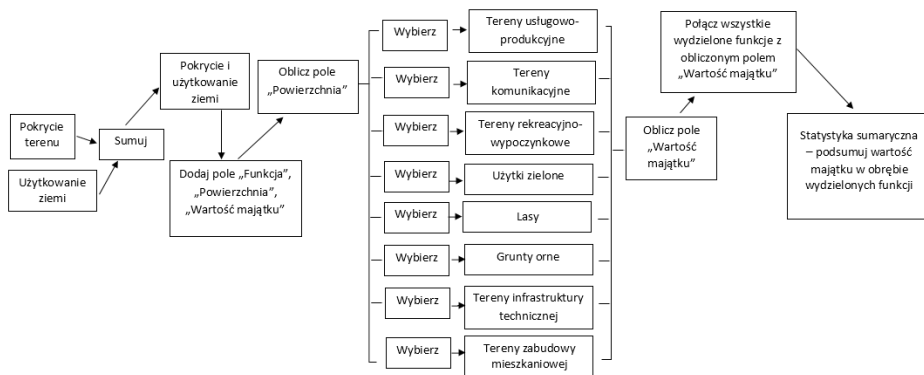 Pokrycie
terenu
Użytkowanie
ziemi
Sumuj
Pokrycie i
użytkowanie
ziemi
Dodaj pole „Funkcja”,
„Powierzchnia”,
„Wartość majątku”
Oblicz pole
„Powierzchnia”
Wybierz
Tereny usługowo-
produkcyjne
Wybierz
Tereny
komunikacyjne
Wybierz
Tereny rekreacyjno-
wypoczynkowe
Wybierz
Użytki zielone
Wybierz
Lasy
Wybierz
Grunty orne
Wybierz
Tereny infrastruktury
technicznej
Wybierz
Tereny zabudowy
mieszkaniowej
Oblicz pole
„Wartość
majątku”
Połącz wszystkie
wydzielone funkcje z
obliczonym polem
„Wartość majątku”
Statystyka sumaryczna
– podsumuj wartość
majątku w obrębie
wydzielonych funkcji